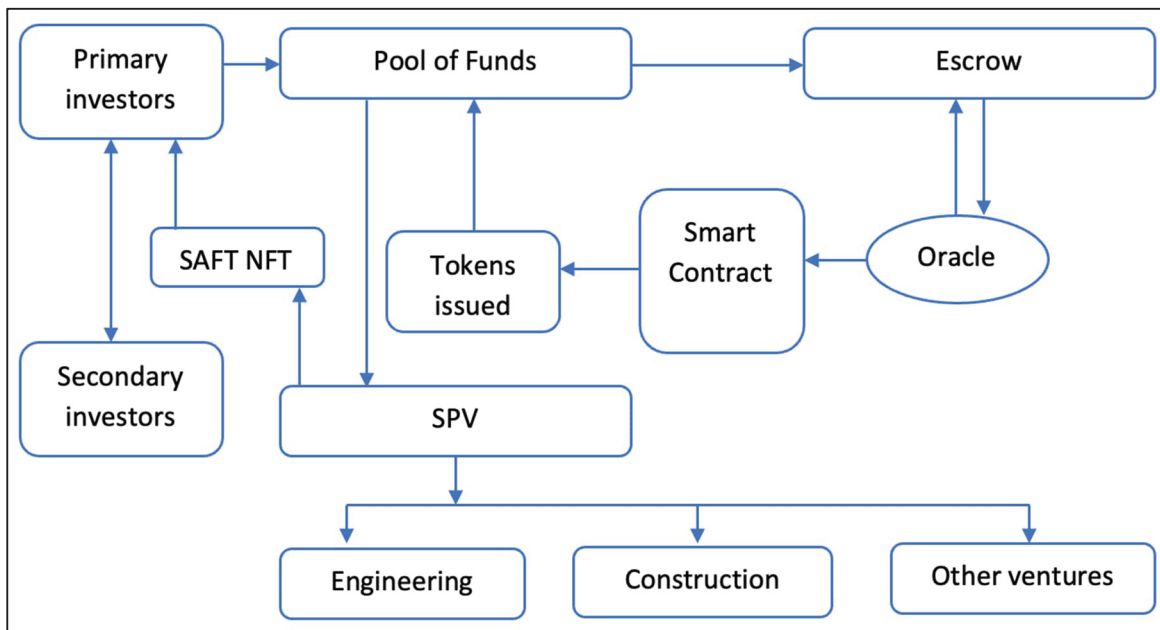 Primary
investors
Pool of Funds
Escrow
SAFT NFT
Tokens
issued
Smart
Contract
Oracle
Secondary
investors
SPV
Engineering
Construction
Other ventures